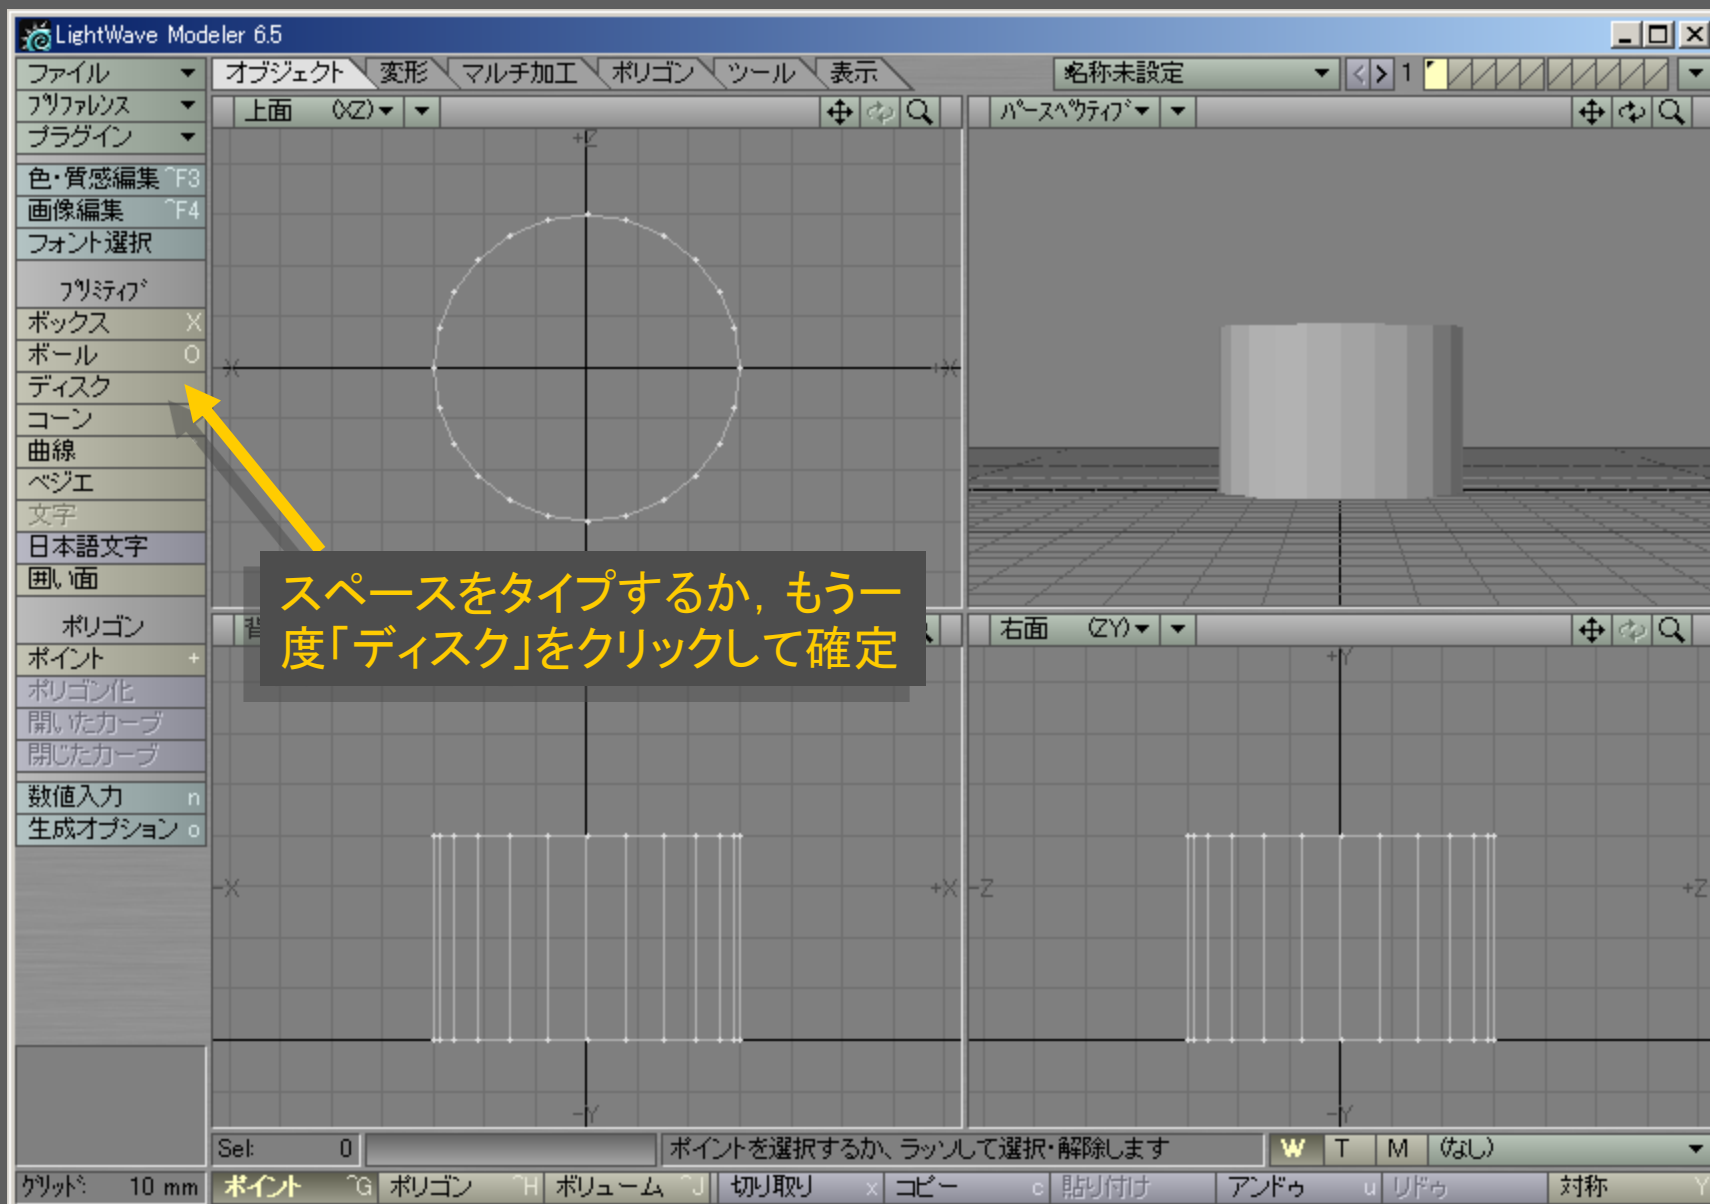 LightWave Modeler 6.5
ファイル
プリファレンス
プラグイン
オブジェクト 変形 マルチ加工 ポリゴン ツール 表示
名称未設定
< > 1
上面 (XZ)
パースペクティブ
色・質感編集 ^F3
画像編集 ^F4
フォント選択
プリミティブ
ボックス X
ボール O
ディスク
コーン
曲線
ベジエ
文字
日本語文字
囲い面
ポリゴン
ポイント +
ポリゴン化
開いたカーブ
閉じたカーブ
数値入力 n
生成オプション o
+Z
-X
+X
スペースをタイプするか, もう一
度「ディスク」をクリックして確定
背
右面 (ZY)
+Y
-X
+X
-Z
+Z
-Y
-Y
Sel: 0
ポイントを選択するか、ラッソして選択・解除します
W T M (なし)
グリッド: 10 mm
ポイント ^G ポリゴン ^H ボリューム ^J 切り取り x コピー c 貼り付け アンドゥ u リドゥ 対称 Y